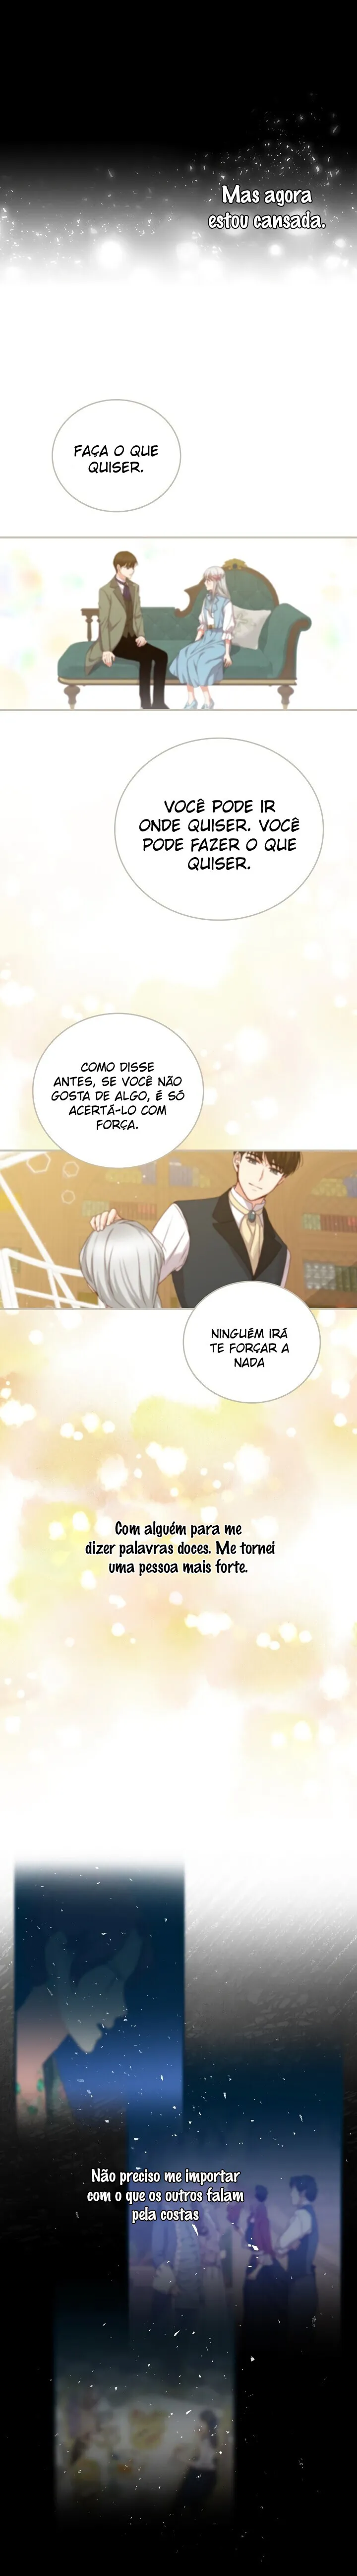 Mas agora
estou cansada.
FAÇA O QUE
QUISER.
VOCÊ PODE IR
ONDE QUISER. VOCÊ
PODE FAZER O QUE
QUISER.
COMO DISSE
ANTES, SE VOCÊ NÃO
GOSTA DE ALGO, É SÓ
ACERTÁ-LO COM
FORÇA.
NINGUÉM IRÁ
TE FORÇAR A
NADA
Com alguém para me
dizer palavras doces. Me tornei
uma pessoa mais forte.
Não preciso me importar
com o que os outros falam
pela costas